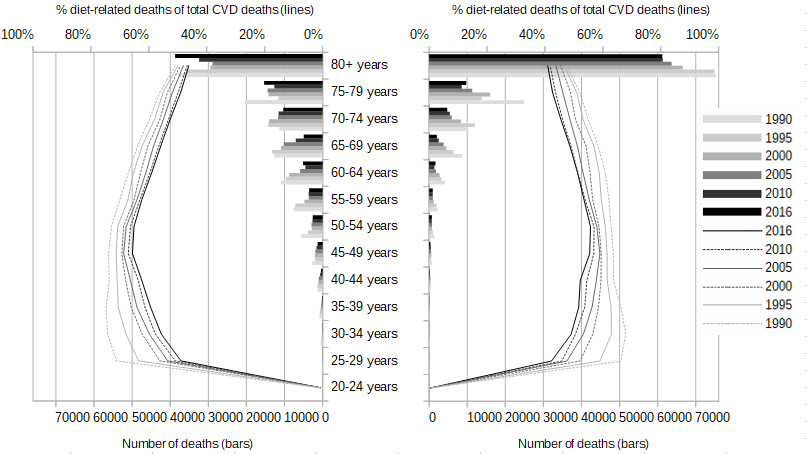 % diet-related deaths of total CVD deaths (lines)
% diet-related deaths of total CVD deaths (lines)
100% 80% 60% 40% 20% 0%
0% 20% 40% 60% 80% 100%
80+ years
75-79 years
70-74 years
65-69 years
60-64 years
55-59 years
50-54 years
45-49 years
40-44 years
35-39 years
30-34 years
25-29 years
20-24 years
1990
1995
2000
2005
2010
2016
2016
2010
2005
2000
1995
1990
70000 60000 50000 40000 30000 20000 10000 0
0 10000 20000 30000 40000 50000 60000 70000
Number of deaths (bars)
Number of deaths (bars)